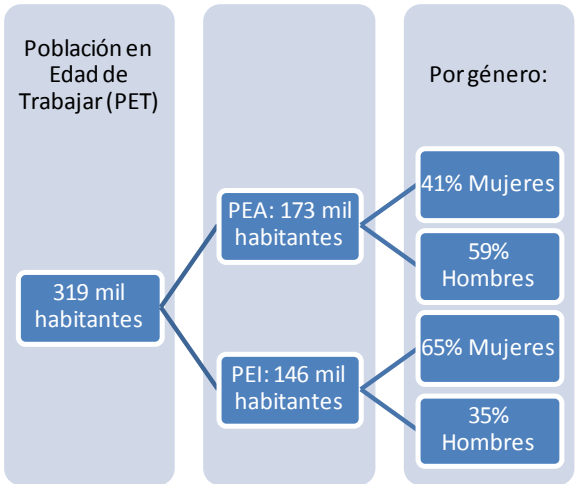 Población en
Edad de
Trabajar (PET)
319 mil
habitantes
PEA: 173 mil
habitantes
PEI: 146 mil
habitantes
Por género:
41% Mujeres
59%
Hombres
65% Mujeres
35%
Hombres